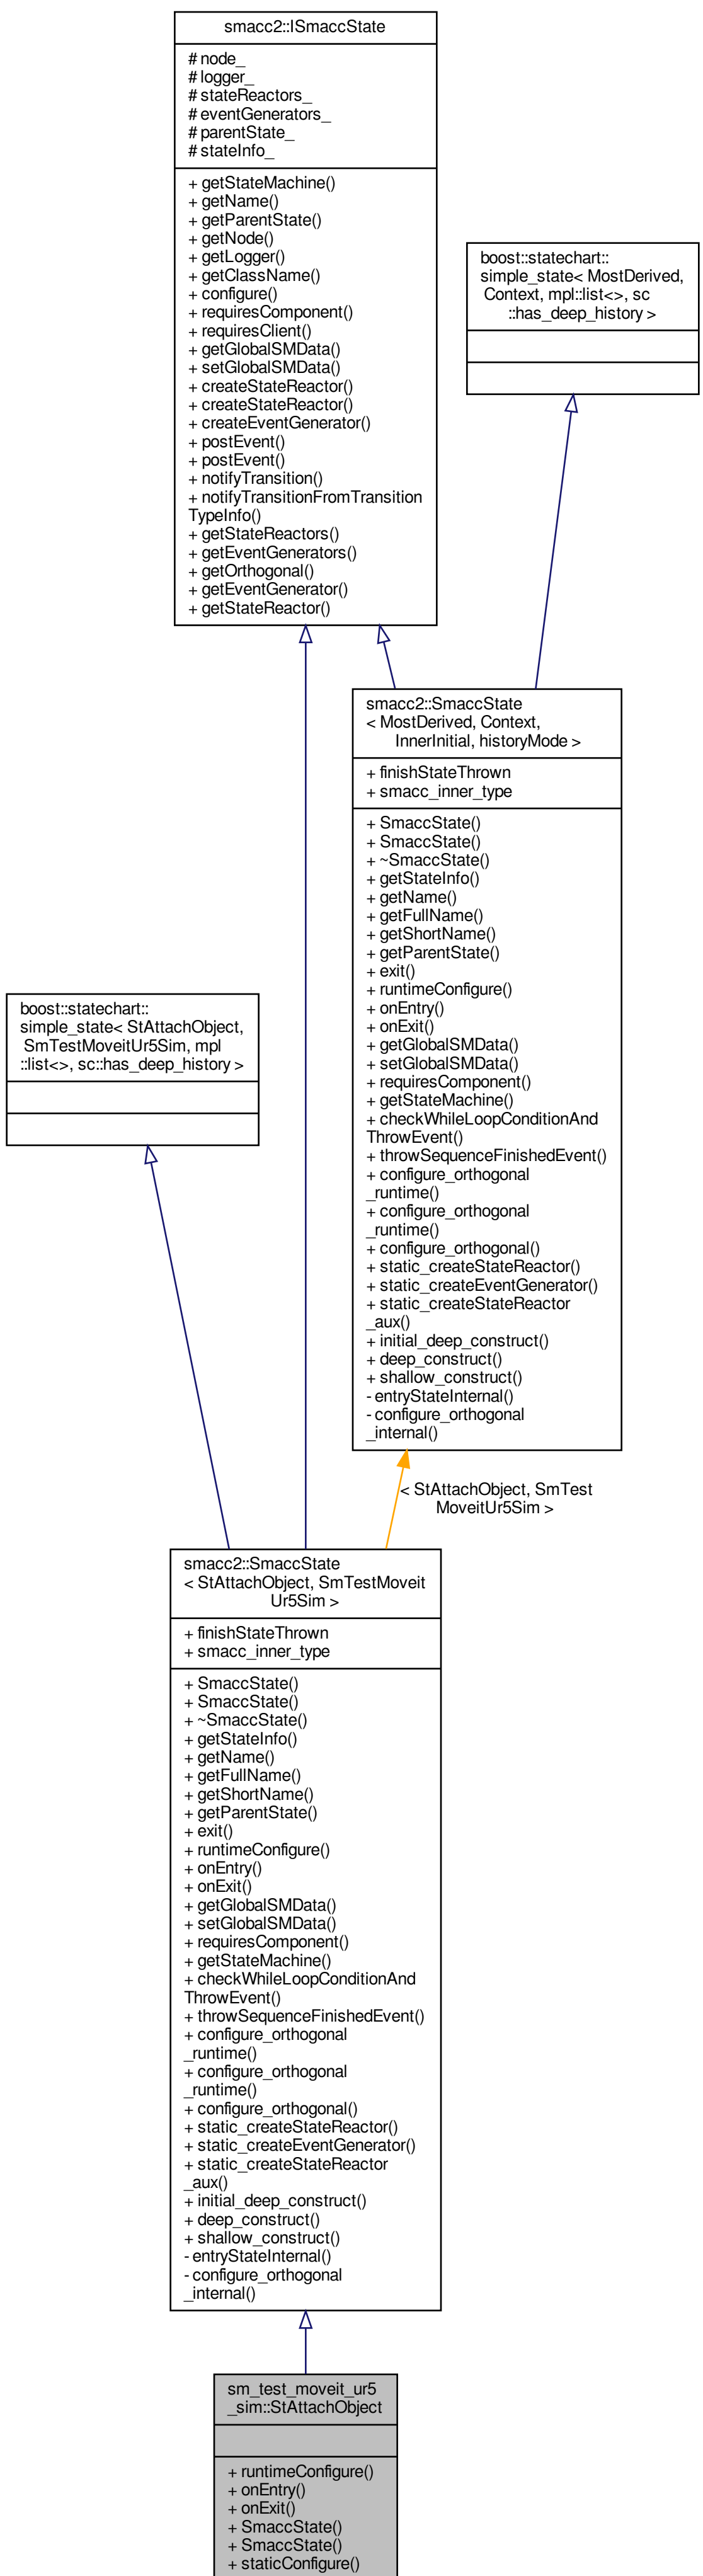 smacc2::ISmaccState
# node_
# logger_
# stateReactors_
# eventGenerators_
# parentState_
# stateInfo_
+ getStateMachine()
+ getName()
+ getParentState()
+ getNode()
+ getLogger()
+ getClassName()
+ configure()
+ requiresComponent()
+ requiresClient()
+ getGlobalSMData()
+ setGlobalSMData()
+ createStateReactor()
+ createStateReactor()
+ createEventGenerator()
+ postEvent()
+ postEvent()
+ notifyTransition()
+ notifyTransitionFromTransition
TypeInfo()
+ getStateReactors()
+ getEventGenerators()
+ getOrthogonal()
+ getEventGenerator()
+ getStateReactor()
boost::statechart::
simple_state< MostDerived,
Context, mpl::list<>, sc
::has_deep_history >
smacc2::SmaccState
< MostDerived, Context,
InnerInitial, historyMode >
+ finishStateThrown
+ smacc_inner_type
+ SmaccState()
+ SmaccState()
+ ~SmaccState()
+ getStateInfo()
+ getName()
+ getFullName()
+ getShortName()
+ getParentState()
+ exit()
+ runtimeConfigure()
+ onEntry()
+ onExit()
+ getGlobalSMData()
+ setGlobalSMData()
+ requiresComponent()
+ getStateMachine()
+ checkWhileLoopConditionAnd
ThrowEvent()
+ throwSequenceFinishedEvent()
+ configure_orthogonal
_runtime()
+ configure_orthogonal
_runtime()
+ configure_orthogonal()
+ static_createStateReactor()
+ static_createEventGenerator()
+ static_createStateReactor
_aux()
+ initial_deep_construct()
+ deep_construct()
+ shallow_construct()
- entryStateInternal()
- configure_orthogonal
_internal()
boost::statechart::
simple_state< StAttachObject,
SmTestMoveitUr5Sim, mpl
::list<>, sc::has_deep_history >
< StAttachObject, SmTest
MoveitUr5Sim >
smacc2::SmaccState
< StAttachObject, SmTestMoveit
Ur5Sim >
+ finishStateThrown
+ smacc_inner_type
+ SmaccState()
+ SmaccState()
+ ~SmaccState()
+ getStateInfo()
+ getName()
+ getFullName()
+ getShortName()
+ getParentState()
+ exit()
+ runtimeConfigure()
+ onEntry()
+ onExit()
+ getGlobalSMData()
+ setGlobalSMData()
+ requiresComponent()
+ getStateMachine()
+ checkWhileLoopConditionAnd
ThrowEvent()
+ throwSequenceFinishedEvent()
+ configure_orthogonal
_runtime()
+ configure_orthogonal
_runtime()
+ configure_orthogonal()
+ static_createStateReactor()
+ static_createEventGenerator()
+ static_createStateReactor
_aux()
+ initial_deep_construct()
+ deep_construct()
+ shallow_construct()
- entryStateInternal()
- configure_orthogonal
_internal()
sm_test_moveit_ur5
_sim::StAttachObject
+ runtimeConfigure()
+ onEntry()
+ onExit()
+ SmaccState()
+ SmaccState()
+ staticConfigure()